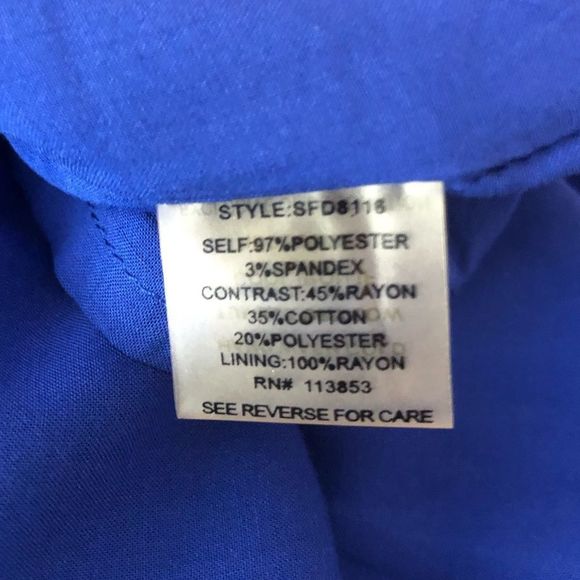 STYLE:SFD8116
SELF:97%POLYESTER
3%SPANDEX
CONTRAST:45%RAYON
35%COTTON
20%POLYESTER
LINING:100%RAYON
RN# 113853
SEE REVERSE FOR CARE